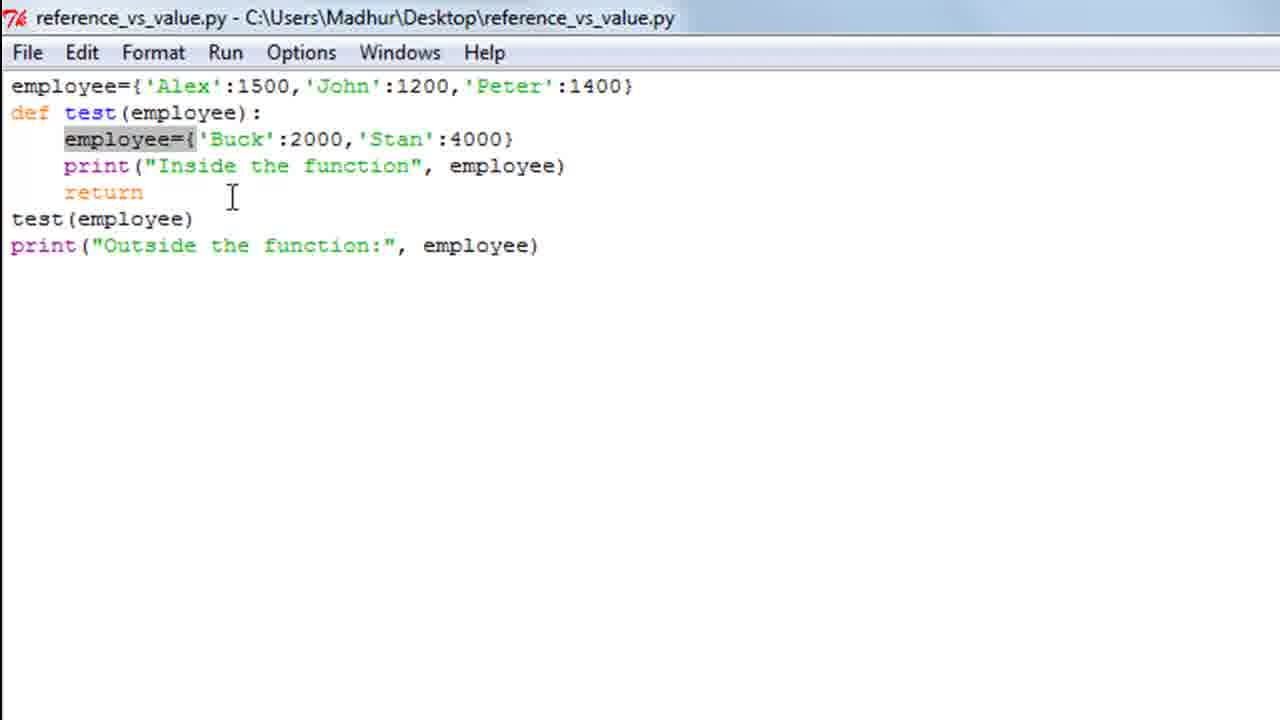 reference_vs_value.py - C:\Users\Madhur\Desktop\reference_vs_value.py
File Edit Format Run Options Windows Help
employee={'Alex':1500,'John':1200,'Peter':1400}
def test(employee):
    employee={'Buck':2000,'Stan':4000}
    print("Inside the function", employee)
    return
test(employee)
print("Outside the function:", employee)